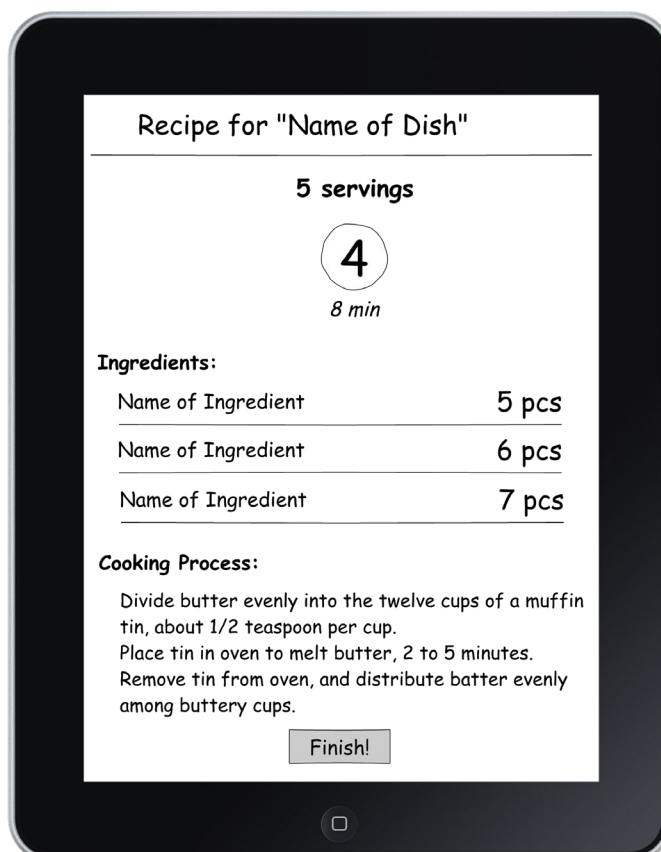 Recipe for "Name of Dish"
5 servings
4
8 min
Ingredients:
Name of Ingredient 5 pcs
Name of Ingredient 6 pcs
Name of Ingredient 7 pcs
Cooking Process:
Divide butter evenly into the twelve cups of a muffin
tin, about 1/2 teaspoon per cup.
Place tin in oven to melt butter, 2 to 5 minutes.
Remove tin from oven, and distribute batter evenly
among buttery cups.
Finish!